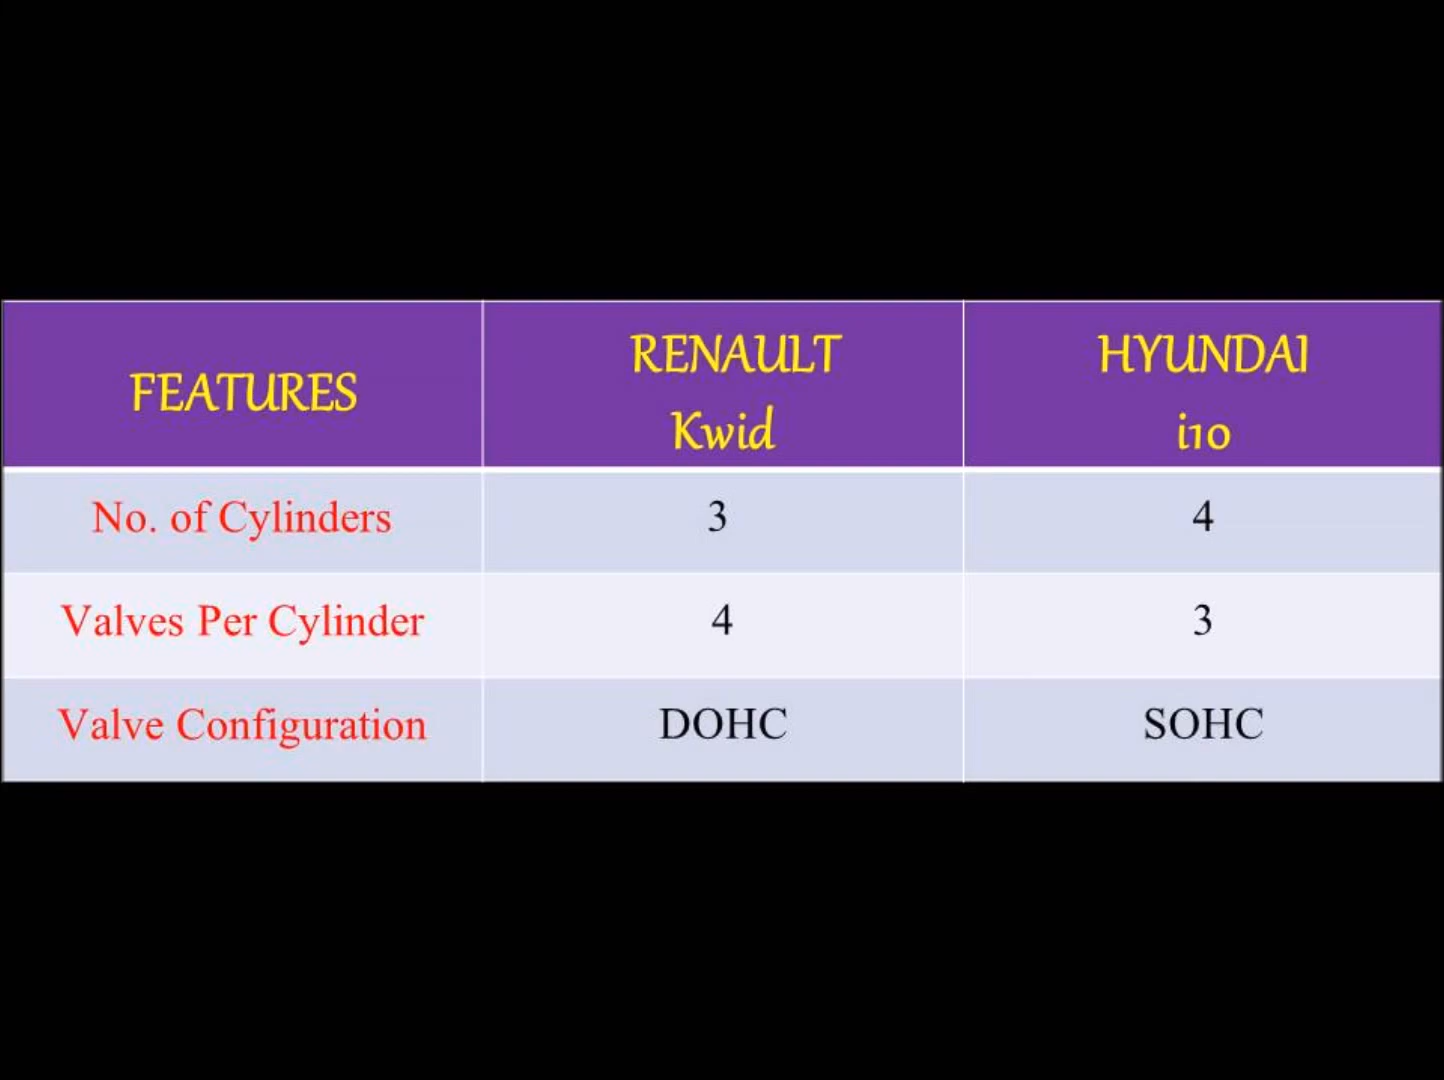 FEATURES
RENAULT
Kwid
HYUNDAI
i10
No. of Cylinders
3
4
Valves Per Cylinder
4
3
Valve Configuration
DOHC
SOHC